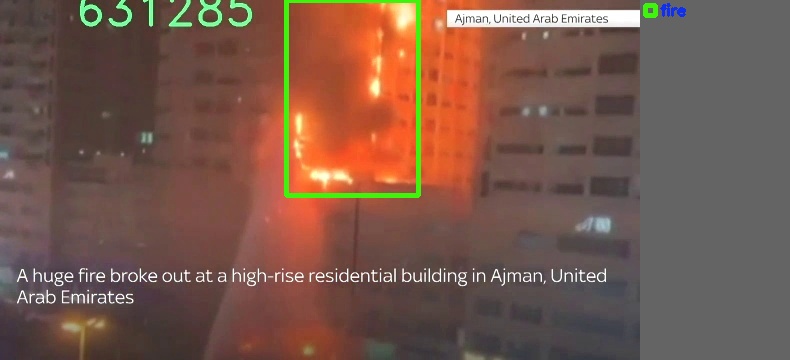 631285
Ajman, United Arab Emirates
fire
A huge fire broke out at a high-rise residential building in Ajman, United
Arab Emirates